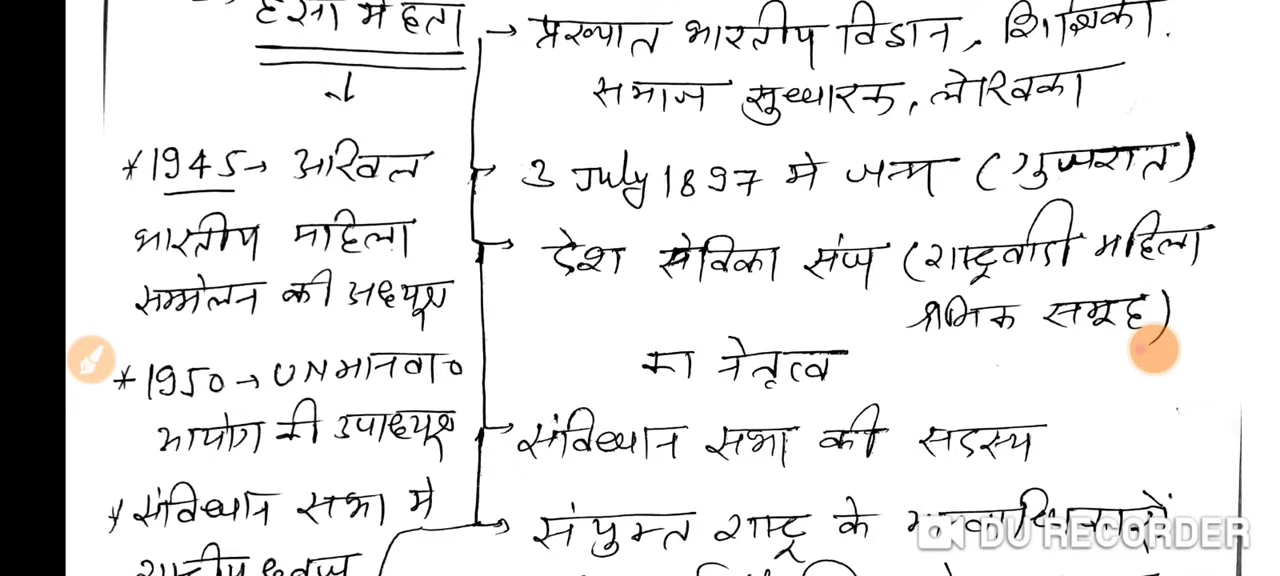 हंसा मेहता
→ प्रख्यात भारतीय विद्वान, शिक्षिका,
समाज सुधारक, लेखिका
→ 3 July 1897 मे जन्म (गुजरात)
→ देश सेविका संघ (राष्ट्रवादी महिला
श्रमिक समूह)
का नेतृत्व
→ संविधान सभा की सदस्य
→ संयुक्त राष्ट्र के
* 1945 → अखिल
भारतीय महिला
सम्मेलन की अध्यक्ष
* 1950 → UN मानवा०
आयोग की उपाध्यक्ष
* संविधान सभा मे
राष्ट्रीय ध्वज
DU RECORDER